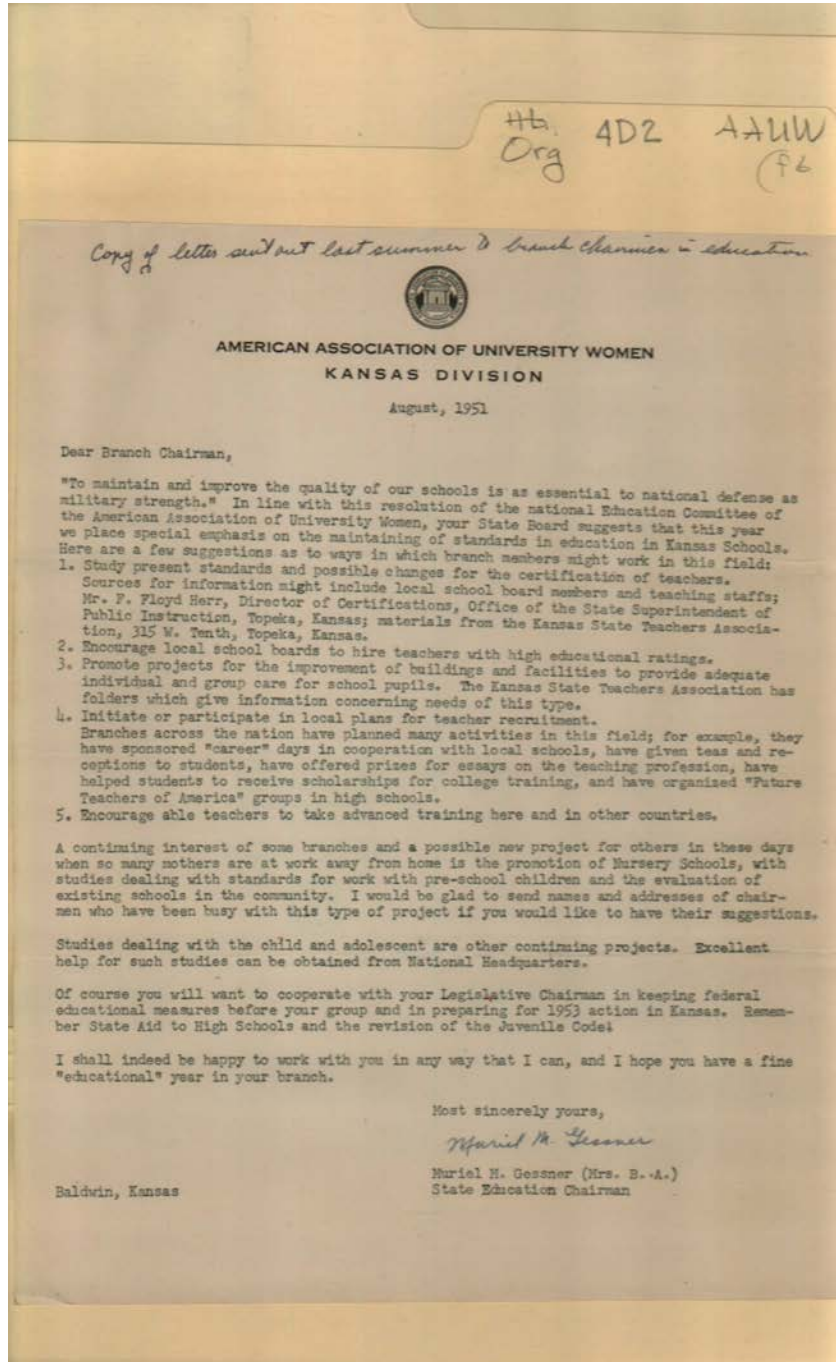 Hb.
Org 4D2 AAUW
(f6
Copy of letter sent out last summer to branch chairmen in education
AMERICAN ASSOCIATION OF UNIVERSITY WOMEN
KANSAS DIVISION
August, 1951
Dear Branch Chairman,
"To maintain and improve the quality of our schools is as essential to national defense as
military strength." In line with this resolution of the national Education Committee of
the American Association of University Women, your State Board suggests that this year
we place special emphasis on the maintaining of standards in education in Kansas Schools.
Here are a few suggestions as to ways in which branch members might work in this field:
1. Study present standards and possible changes for the certification of teachers.
Sources for information might include local school board members and teaching staffs;
Mr. F. Floyd Herr, Director of Certifications, Office of the State Superintendent of
Public Instruction, Topeka, Kansas; materials from the Kansas State Teachers Associa-
tion, 315 W. Tenth, Topeka, Kansas.
2. Encourage local school boards to hire teachers with high educational ratings.
3. Promote projects for the improvement of buildings and facilities to provide adequate
individual and group care for school pupils. The Kansas State Teachers Association has
folders which give information concerning needs of this type.
4. Initiate or participate in local plans for teacher recruitment.
Branches across the nation have planned many activities in this field; for example, they
have sponsored "career" days in cooperation with local schools, have given teas and re-
ceptions to students, have offered prizes for essays on the teaching profession, have
helped students to receive scholarships for college training, and have organized "Future
Teachers of America" groups in high schools.
5. Encourage able teachers to take advanced training here and in other countries.
A continuing interest of some branches and a possible new project for others in these days
when so many mothers are at work away from home is the promotion of Nursery Schools, with
studies dealing with standards for work with pre-school children and the evaluation of
existing schools in the community. I would be glad to send names and addresses of chair-
men who have been busy with this type of project if you would like to have their suggestions.
Studies dealing with the child and adolescent are other continuing projects. Excellent
help for such studies can be obtained from National Headquarters.
Of course you will want to cooperate with your Legislative Chairman in keeping federal
educational measures before your group and in preparing for 1953 action in Kansas. Remem-
ber State Aid to High Schools and the revision of the Juvenile Code!
I shall indeed be happy to work with you in any way that I can, and I hope you have a fine
"educational" year in your branch.
Most sincerely yours,
Muriel M. Gessner
Muriel M. Gessner (Mrs. B. A.)
Baldwin, Kansas State Education Chairman